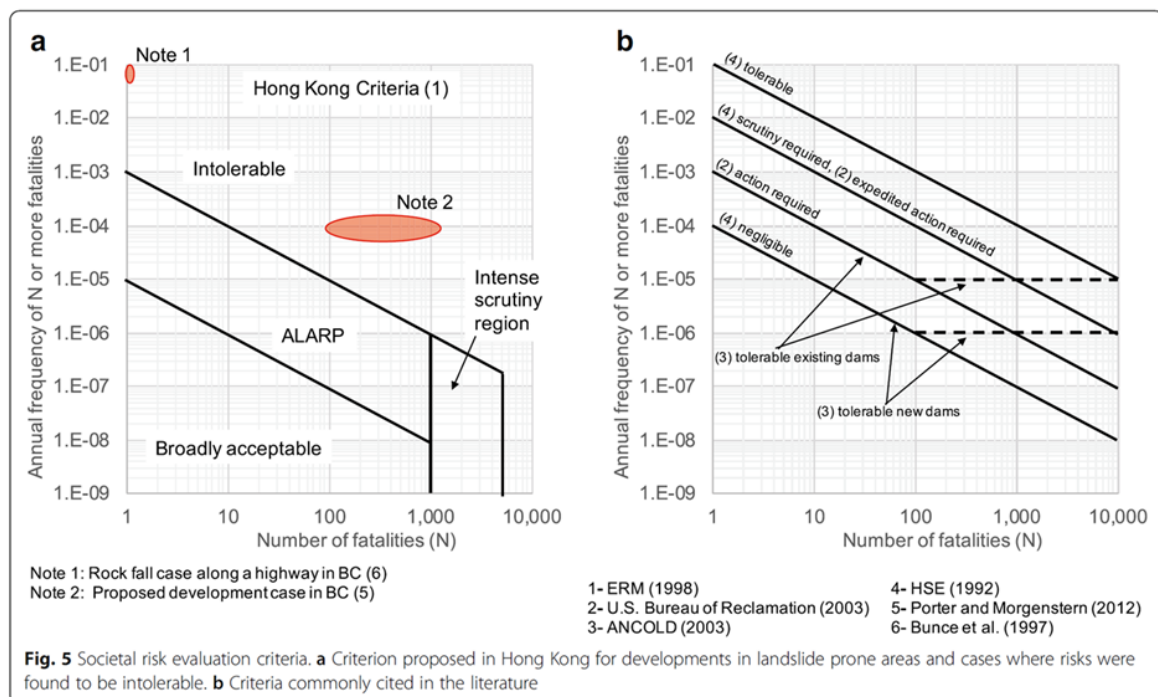 a
Note 1
Hong Kong Criteria (1)
Intolerable
Note 2
Intense
scrutiny
region
ALARP
Broadly acceptable
Annual frequency of N or more fatalities
1.E-01
1.E-02
1.E-03
1.E-04
1.E-05
1.E-06
1.E-07
1.E-08
1.E-09
1 10 100 1,000 10,000
Number of fatalities (N)
Note 1: Rock fall case along a highway in BC (6)
Note 2: Proposed development case in BC (5)
b
(4) tolerable
(4) scrutiny required, (2) expedited action required
(2) action required
(4) negligible
(3) tolerable existing dams
(3) tolerable new dams
Annual frequency of N or more fatalities
1.E-01
1.E-02
1.E-03
1.E-04
1.E-05
1.E-06
1.E-07
1.E-08
1.E-09
1 10 100 1,000 10,000
Number of fatalities (N)
1- ERM (1998)
2- U.S. Bureau of Reclamation (2003)
3- ANCOLD (2003)
4- HSE (1992)
5- Porter and Morgenstern (2012)
6- Bunce et al. (1997)
Fig. 5 Societal risk evaluation criteria. a Criterion proposed in Hong Kong for developments in landslide prone areas and cases where risks were
found to be intolerable. b Criteria commonly cited in the literature